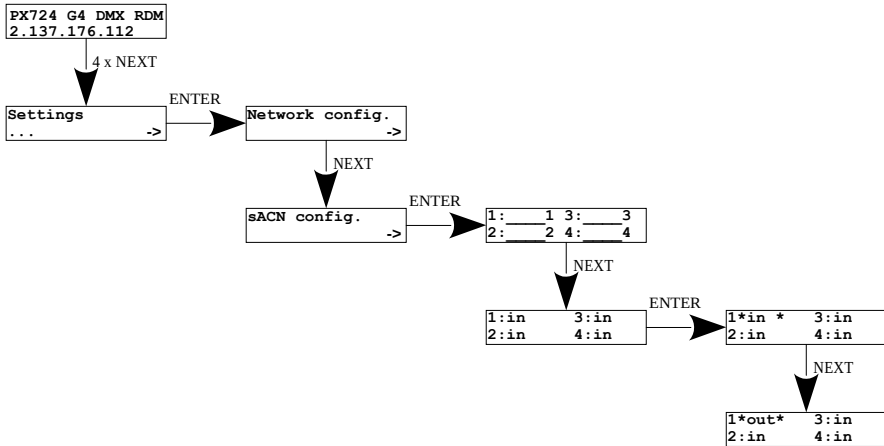 PX724 G4 DMX RDM
2.137.176.112
4 x NEXT
Settings
... ->
ENTER
Network config.
->
NEXT
sACN config.
->
ENTER
1:____1 3:____3
2:____2 4:____4
NEXT
1:in 3:in
2:in 4:in
ENTER
1*in * 3:in
2:in 4:in
NEXT
1*out* 3:in
2:in 4:in